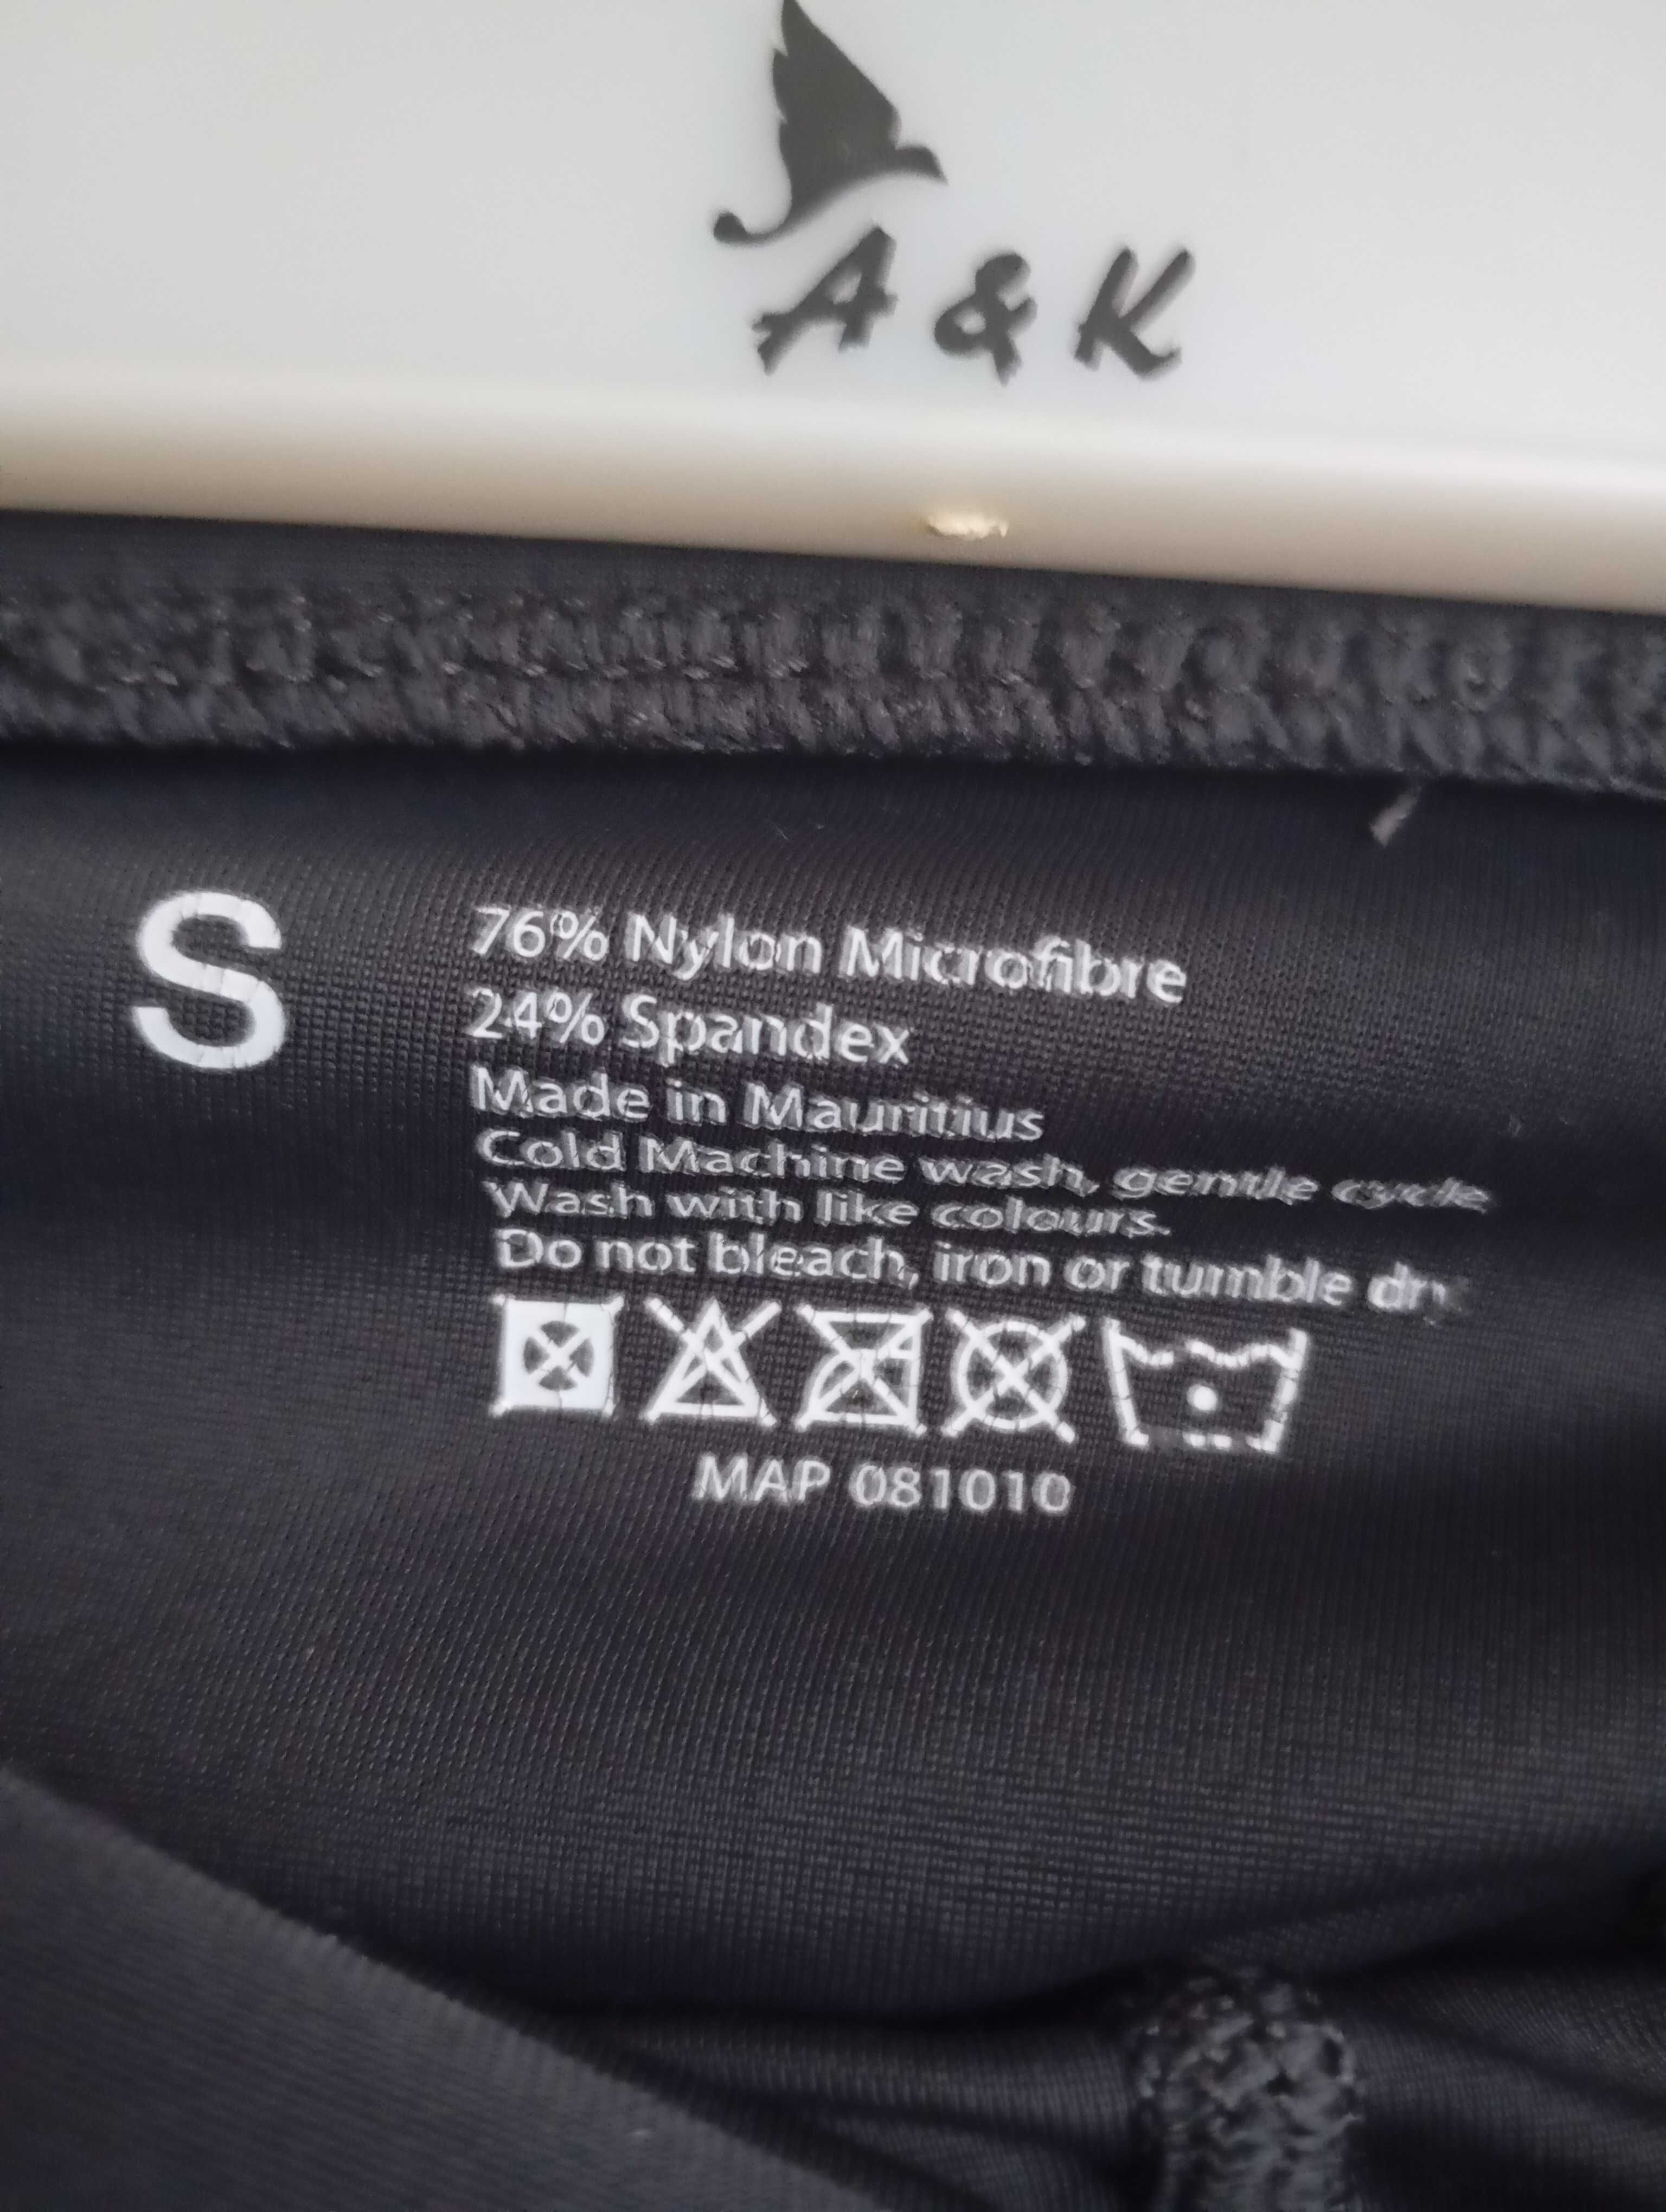 A & K
S
76% Nylon Microfibre
24% Spandex
Made in Mauritius
Cold Machine wash, gentle cycle
Wash with like colours.
Do not bleach, iron or tumble dry
MAP 081010